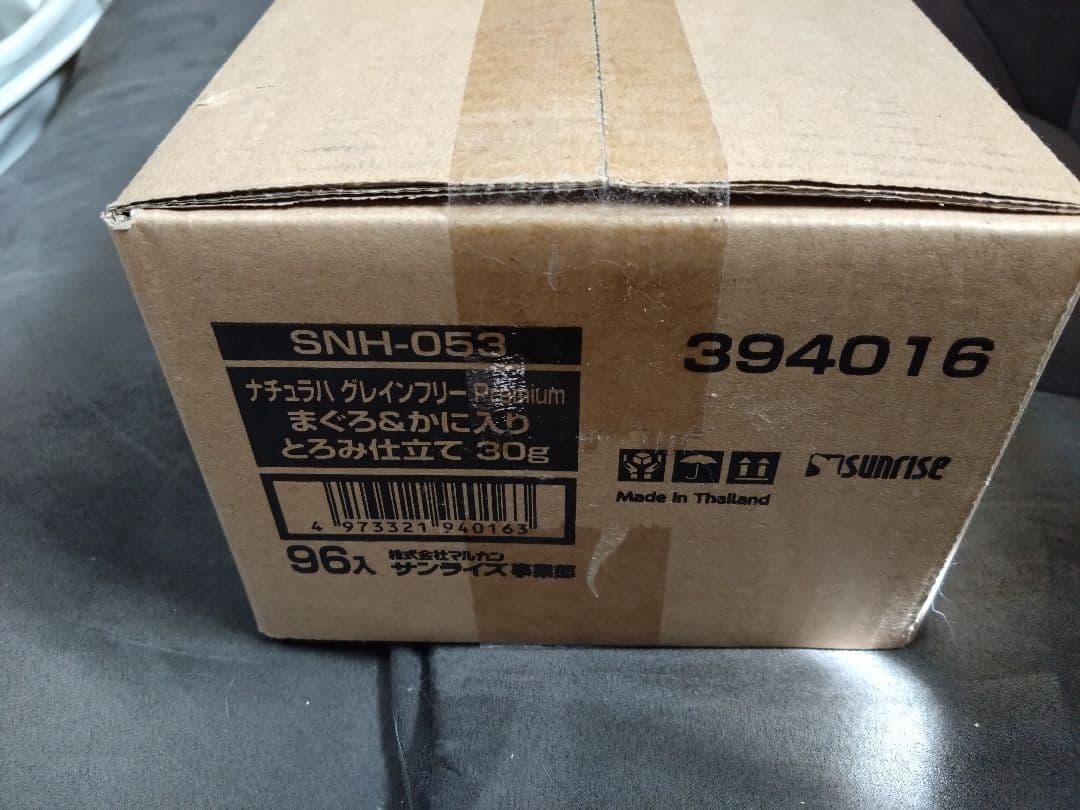 SNH-053
ナチュラハ グレインフリー Premium
まぐろ&かに入り
とろみ仕立て 30g
4 973321 940163
96入
株式会社マルカン
サンライズ事業部
394016
sunrise
Made in Thailand